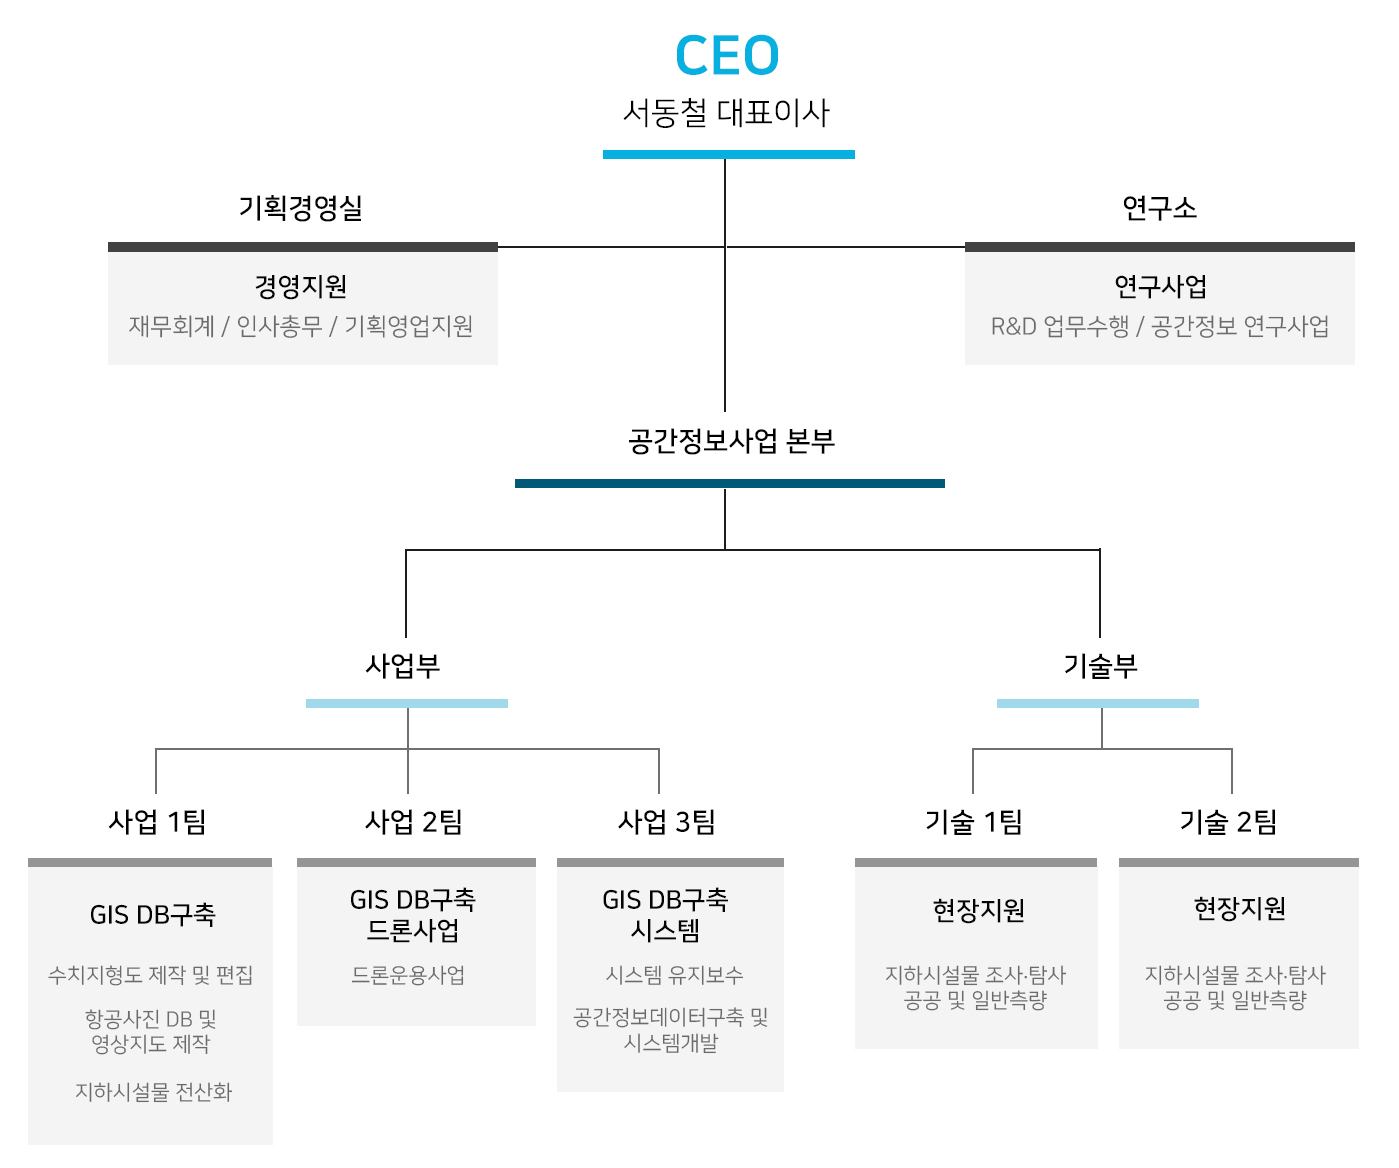 CEO
서동철 대표이사
기획경영실
경영지원
재무회계 / 인사총무 / 기획영업지원
연구소
연구사업
R&D 업무수행 / 공간정보 연구사업
공간정보사업 본부
사업부
기술부
사업 1팀
GIS DB구축
수치지형도 제작 및 편집
항공사진 DB 및
영상지도 제작
지하시설물 전산화
사업 2팀
GIS DB구축
드론사업
드론운용사업
사업 3팀
GIS DB구축
시스템
시스템 유지보수
공간정보데이터구축 및
시스템개발
기술 1팀
현장지원
지하시설물 조사·탐사
공공 및 일반측량
기술 2팀
현장지원
지하시설물 조사·탐사
공공 및 일반측량